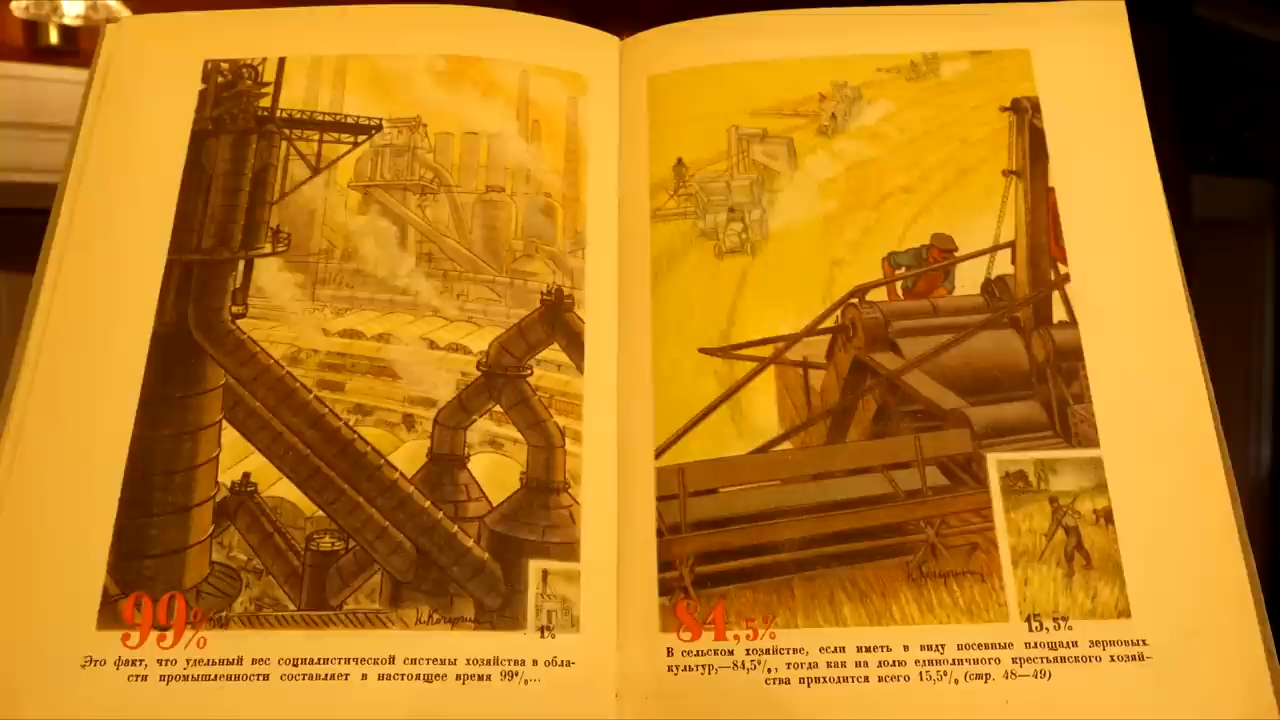 99%
К. Кочергин
1%
Это факт, что удельный вес социалистической системы хозяйства в обла-
сти промышленности составляет в настоящее время 99%...
К. Кочергин
84,5%
15,5%
В сельском хозяйстве, если иметь в виду посевные площади зерновых
культур,—84,5%, тогда как на долю единоличного крестьянского хозяй-
ства приходится всего 15,5% (стр. 48—49)